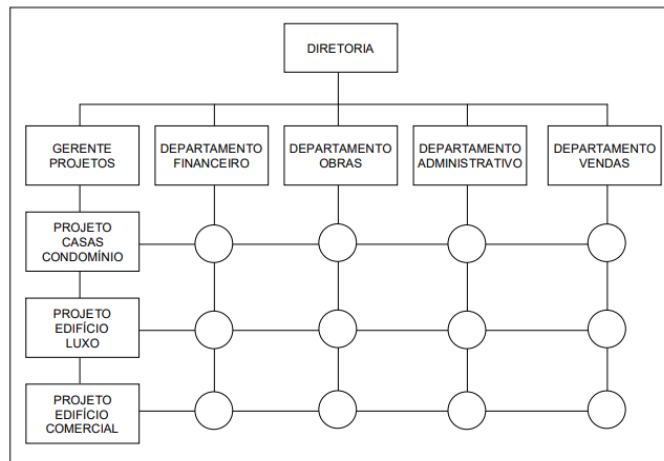 DIRETORIA
GERENTE
PROJETOS
DEPARTAMENTO
FINANCEIRO
DEPARTAMENTO
OBRAS
DEPARTAMENTO
ADMINISTRATIVO
DEPARTAMENTO
VENDAS
PROJETO
CASAS
CONDOMÍNIO
PROJETO
EDIFÍCIO
LUXO
PROJETO
EDIFÍCIO
COMERCIAL